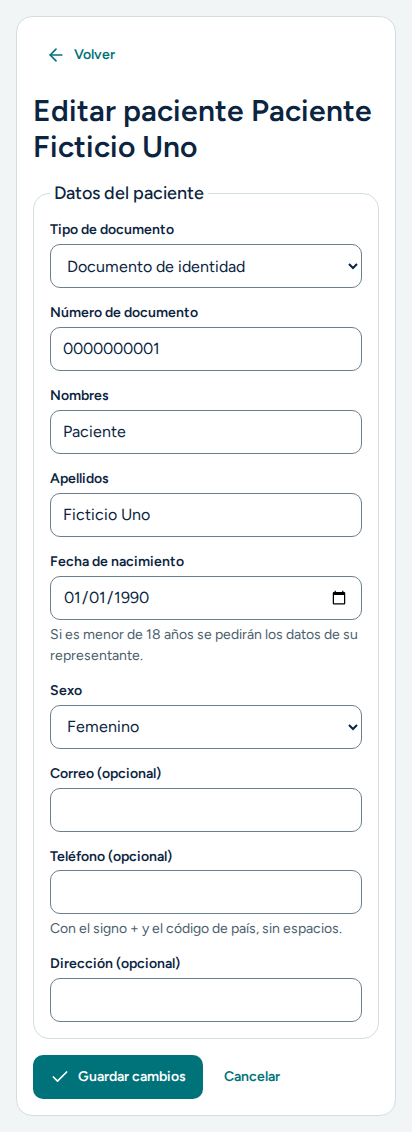 Volver
Editar paciente Paciente
Ficticio Uno
Datos del paciente
Tipo de documento
Documento de identidad
Número de documento
0000000001
Nombres
Paciente
Apellidos
Ficticio Uno
Fecha de nacimiento
01/01/1990
Si es menor de 18 años se pedirán los datos de su
representante.
Sexo
Femenino
Correo (opcional)
Teléfono (opcional)
Con el signo + y el código de país, sin espacios.
Dirección (opcional)
Guardar cambios
Cancelar